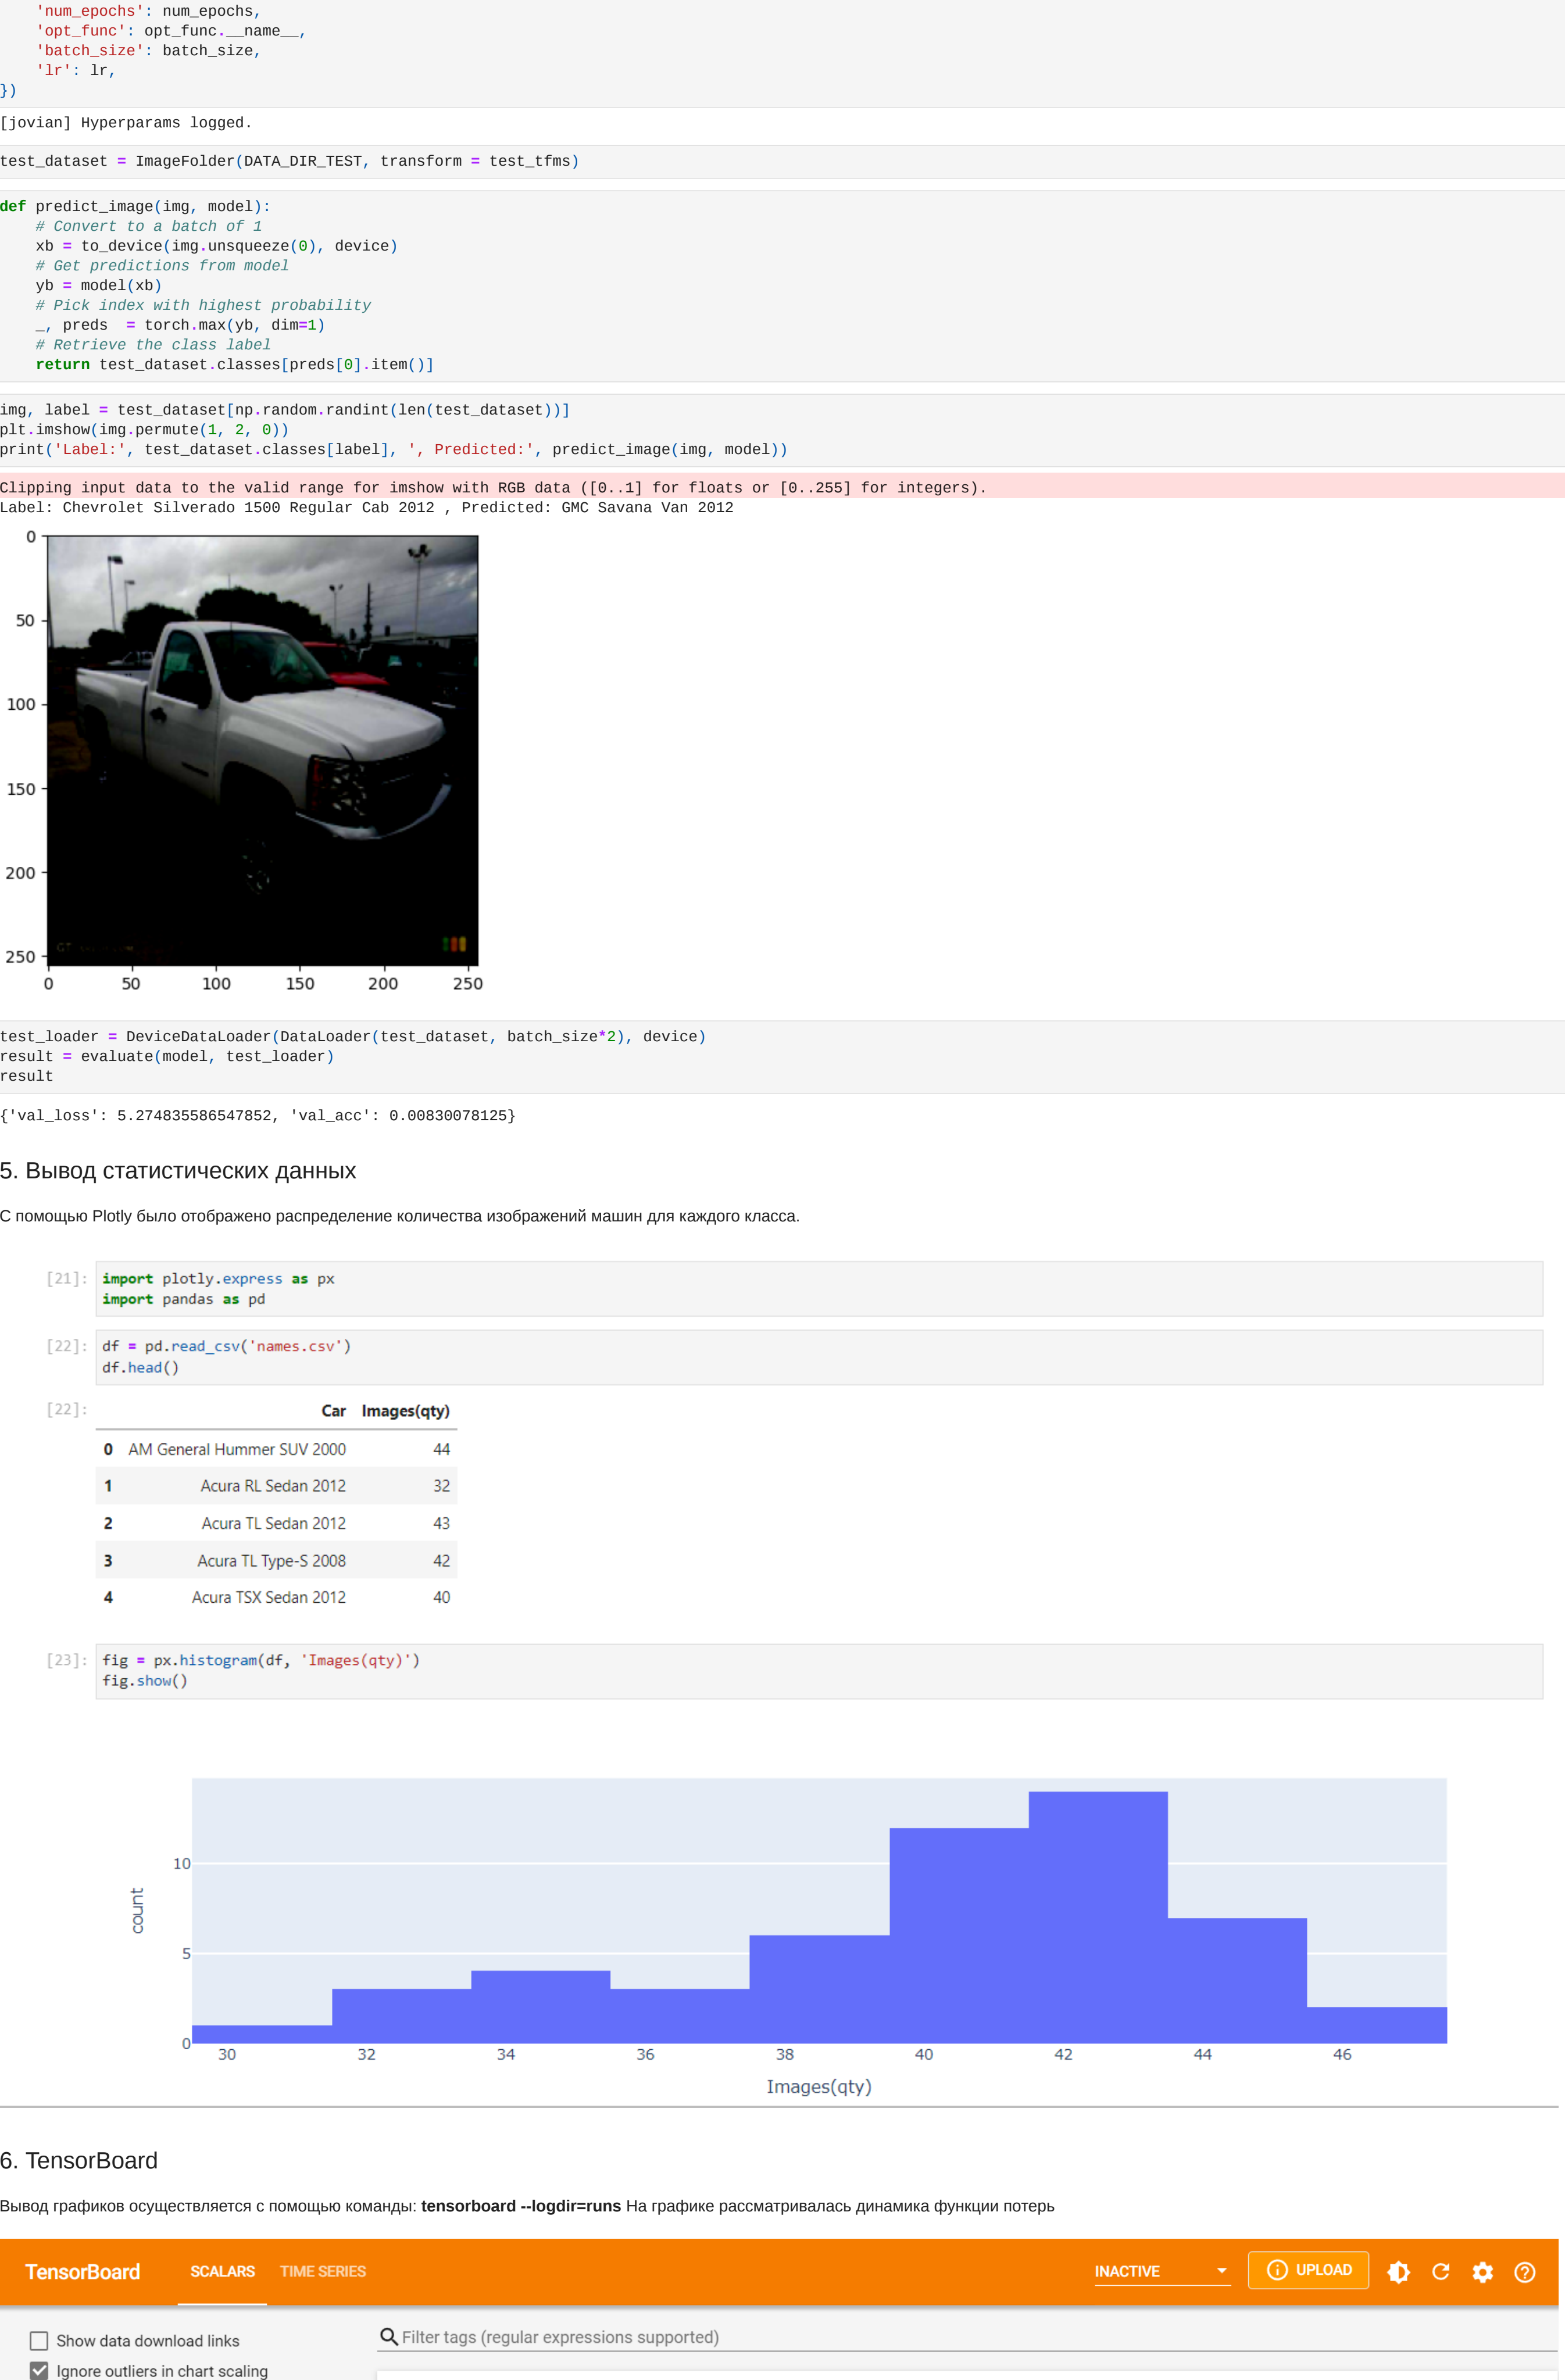 'num_epochs': num_epochs,
    'opt_func': opt_func.__name__,
    'batch_size': batch_size,
    'lr': lr,
})
[jovian] Hyperparams logged.
test_dataset = ImageFolder(DATA_DIR_TEST, transform = test_tfms)
def predict_image(img, model):
    # Convert to a batch of 1
    xb = to_device(img.unsqueeze(0), device)
    # Get predictions from model
    yb = model(xb)
    # Pick index with highest probability
    _, preds  = torch.max(yb, dim=1)
    # Retrieve the class label
    return test_dataset.classes[preds[0].item()]
img, label = test_dataset[np.random.randint(len(test_dataset))]
plt.imshow(img.permute(1, 2, 0))
print('Label:', test_dataset.classes[label], ', Predicted:', predict_image(img, model))
Clipping input data to the valid range for imshow with RGB data ([0..1] for floats or [0..255] for integers).
Label: Chevrolet Silverado 1500 Regular Cab 2012 , Predicted: GMC Savana Van 2012
0
50
100
150
200
250
0 50 100 150 200 250
test_loader = DeviceDataLoader(DataLoader(test_dataset, batch_size*2), device)
result = evaluate(model, test_loader)
result
{'val_loss': 5.274835586547852, 'val_acc': 0.00830078125}
5. Вывод статистических данных
С помощью Plotly было отображено распределение количества изображений машин для каждого класса.
[21]: import plotly.express as px
import pandas as pd
[22]: df = pd.read_csv('names.csv')
df.head()
[22]: Car Images(qty)
0 AM General Hummer SUV 2000 44
1 Acura RL Sedan 2012 32
2 Acura TL Sedan 2012 43
3 Acura TL Type-S 2008 42
4 Acura TSX Sedan 2012 40
[23]: fig = px.histogram(df, 'Images(qty)')
fig.show()
10
count
5
0
30 32 34 36 38 40 42 44 46
Images(qty)
6. TensorBoard
Вывод графиков осуществляется с помощью команды: tensorboard --logdir=runs На графике рассматривалась динамика функции потерь
TensorBoard SCALARS TIME SERIES INACTIVE UPLOAD
Show data download links
Filter tags (regular expressions supported)
Ignore outliers in chart scaling